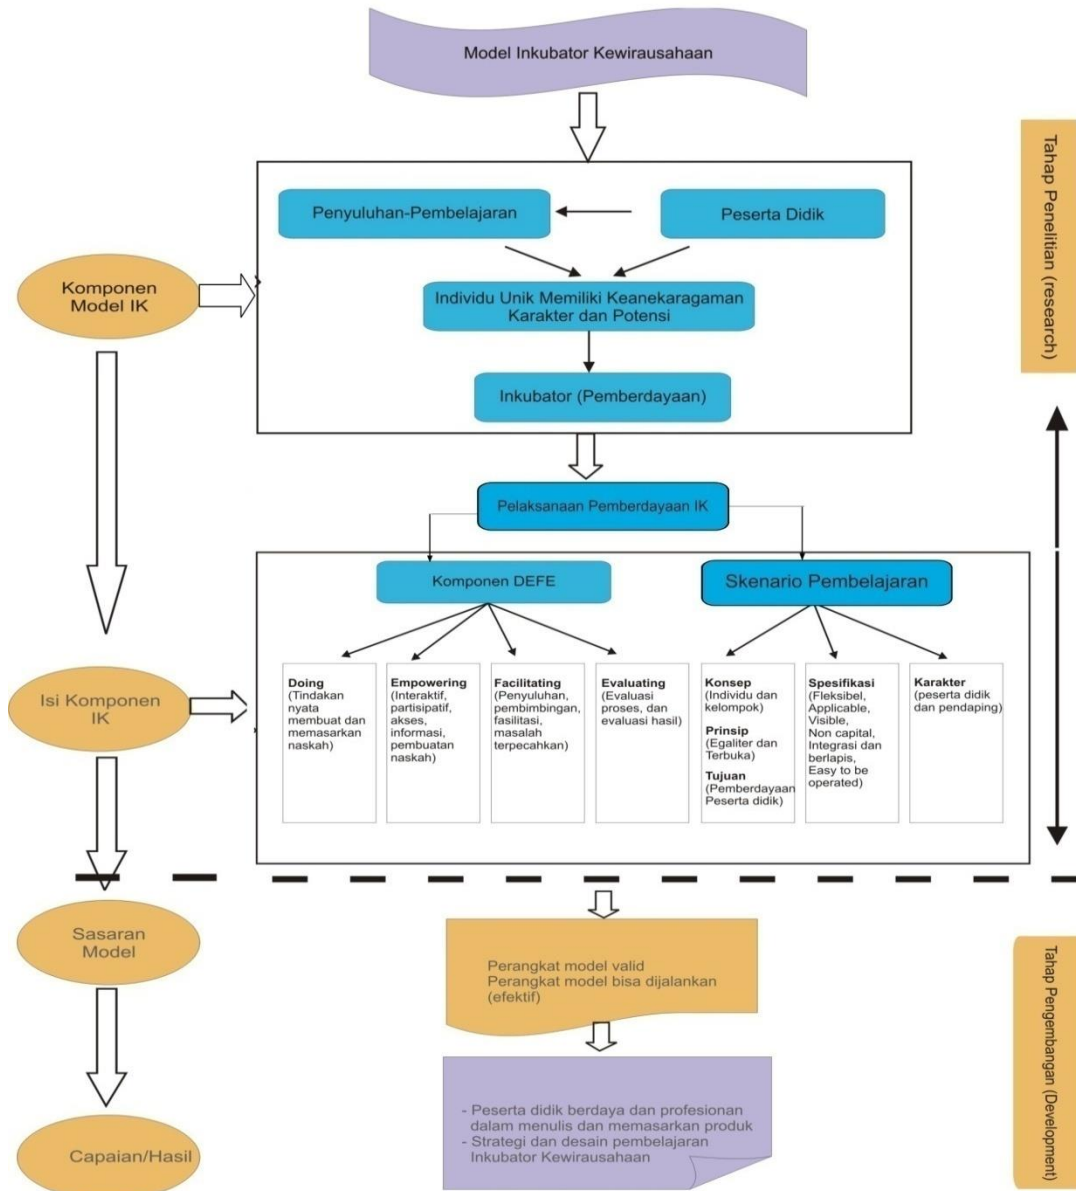 Model Inkubator Kewirausahaan
Tahap Penelitian (research)
Penyuluhan-Pembelajaran
Peserta Didik
Komponen
Model IK
Individu Unik Memiliki Keanekaragaman
Karakter dan Potensi
Inkubator (Pemberdayaan)
Pelaksanaan Pemberdayaan IK
Komponen DEFE
Skenario Pembelajaran
Isi Komponen
IK
Doing
(Tindakan
nyata
membuat dan
memasarkan
naskah)
Empowering
(Interaktif,
partisipatif,
akses,
informasi,
pembuatan
naskah)
Facilitating
(Penyuluhan,
pembimbingan,
fasilitasi,
masalah
terpecahkan)
Evaluating
(Evaluasi
proses, dan
evaluasi hasil)
Konsep
(Individu dan
kelompok)
Prinsip
(Egaliter dan
Terbuka)
Tujuan
(Pemberdayaan
Peserta didik)
Spesifikasi
(Fleksibel,
Applicable,
Visible,
Non capital,
Integrasi dan
berlapis,
Easy to be
operated)
Karakter
(peserta didik
dan pendaping)
Sasaran
Model
Perangkat model valid
Perangkat model bisa dijalankan
(efektif)
Tahap Pengembangan (Development)
- Peserta didik berdaya dan profesionan
dalam menulis dan memasarkan produk
- Strategi dan desain pembelajaran
Inkubator Kewirausahaan
Capaian/Hasil